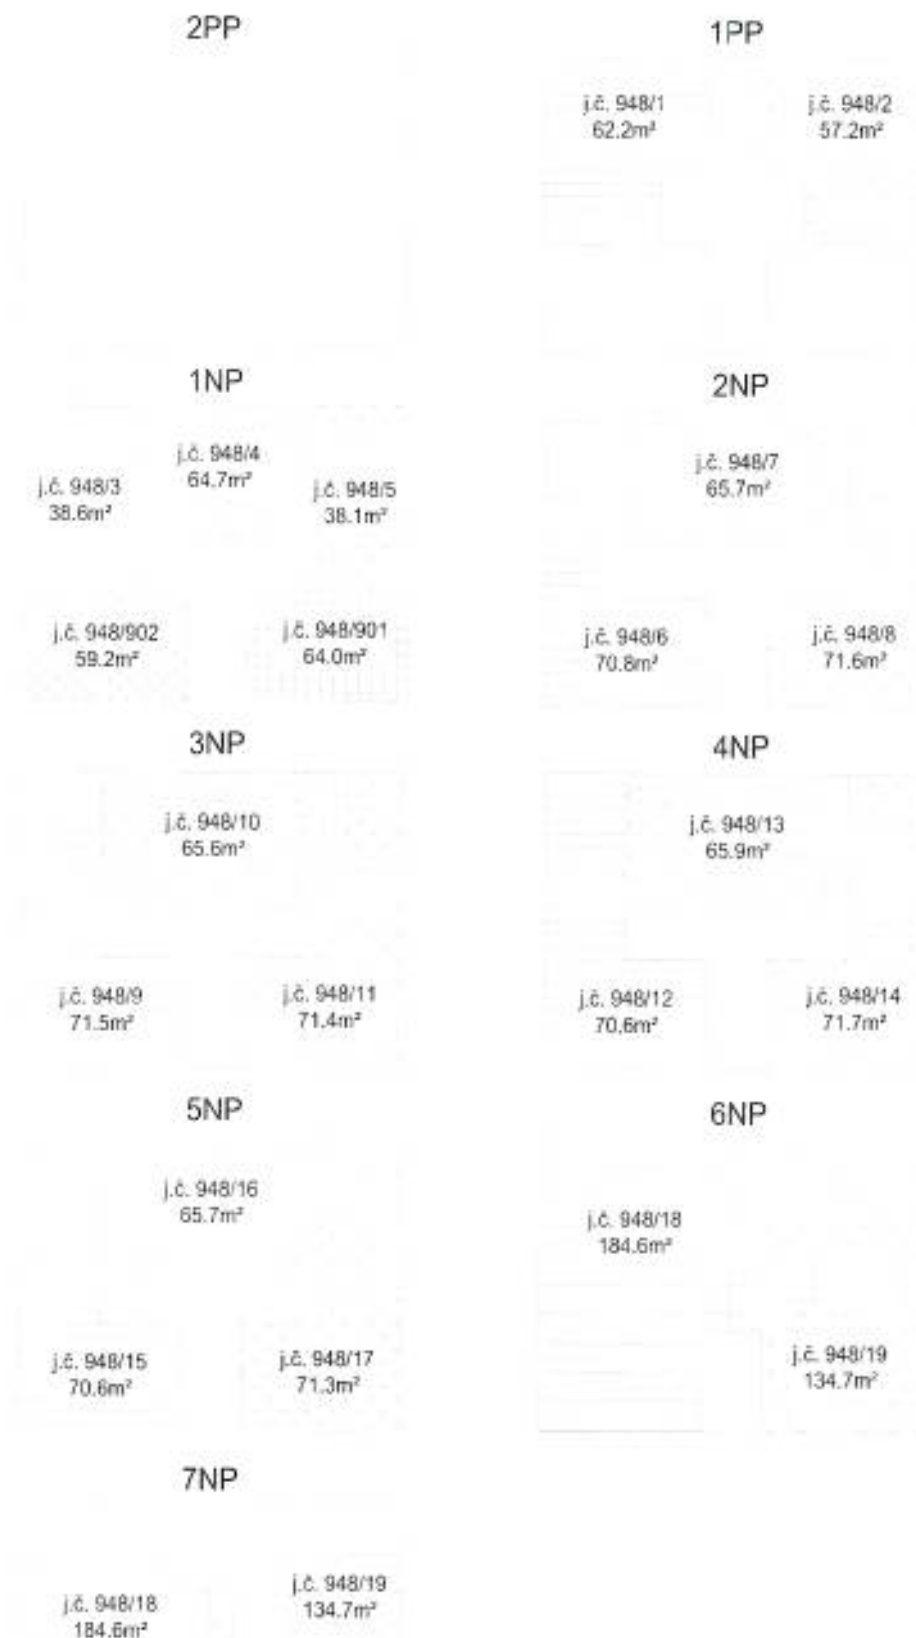 2PP
1PP
j.č. 948/1
62.2m²
j.č. 948/2
57.2m²
1NP
j.č. 948/3
38.6m²
j.č. 948/4
64.7m²
j.č. 948/5
38.1m²
j.č. 948/902
59.2m²
j.č. 948/901
64.0m²
2NP
j.č. 948/7
65.7m²
j.č. 948/6
70.8m²
j.č. 948/8
71.6m²
3NP
j.č. 948/10
65.6m²
j.č. 948/9
71.5m²
j.č. 948/11
71.4m²
4NP
j.č. 948/13
65.9m²
j.č. 948/12
70.6m²
j.č. 948/14
71.7m²
5NP
j.č. 948/16
65.7m²
j.č. 948/15
70.6m²
j.č. 948/17
71.3m²
6NP
j.č. 948/18
184.6m²
j.č. 948/19
134.7m²
7NP
j.č. 948/18
184.6m²
j.č. 948/19
134.7m²